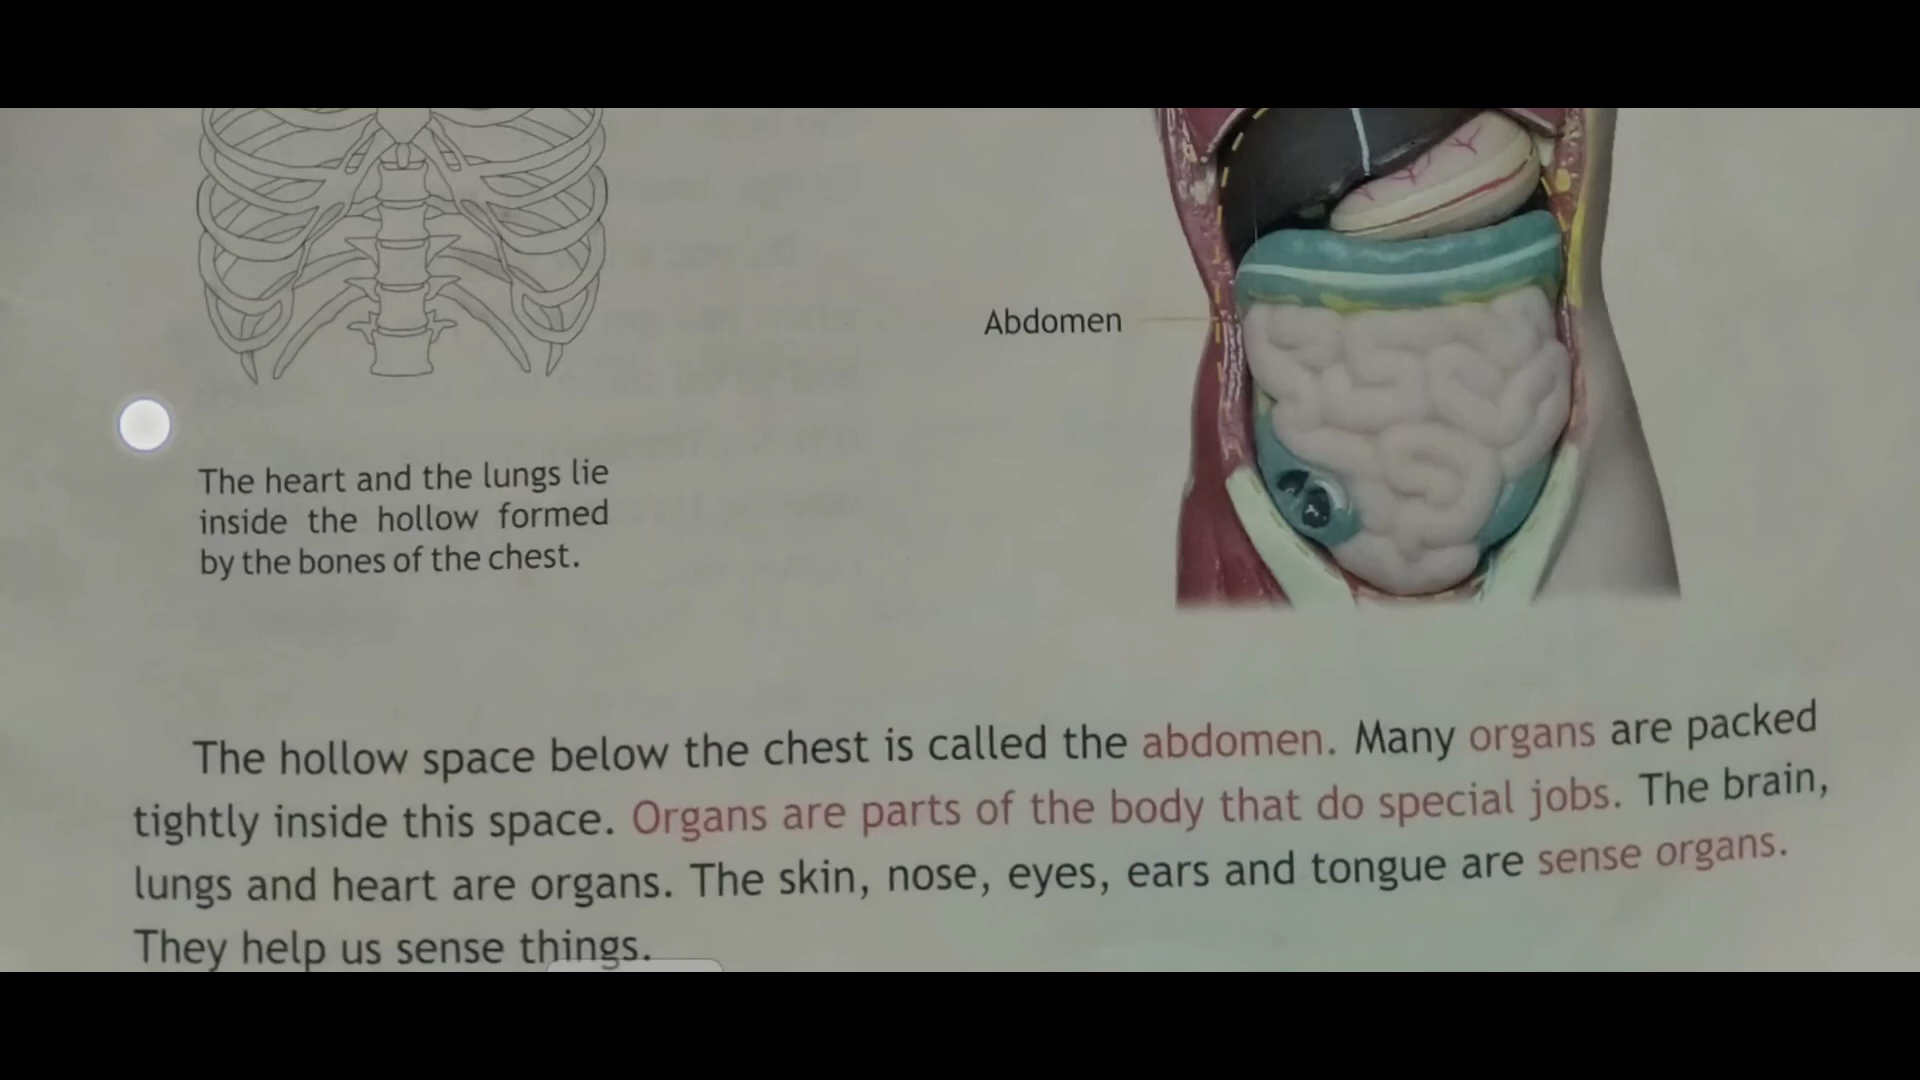 Abdomen
The heart and the lungs lie
inside the hollow formed
by the bones of the chest.
The hollow space below the chest is called the abdomen. Many organs are packed
tightly inside this space. Organs are parts of the body that do special jobs. The brain,
lungs and heart are organs. The skin, nose, eyes, ears and tongue are sense organs.
They help us sense things.